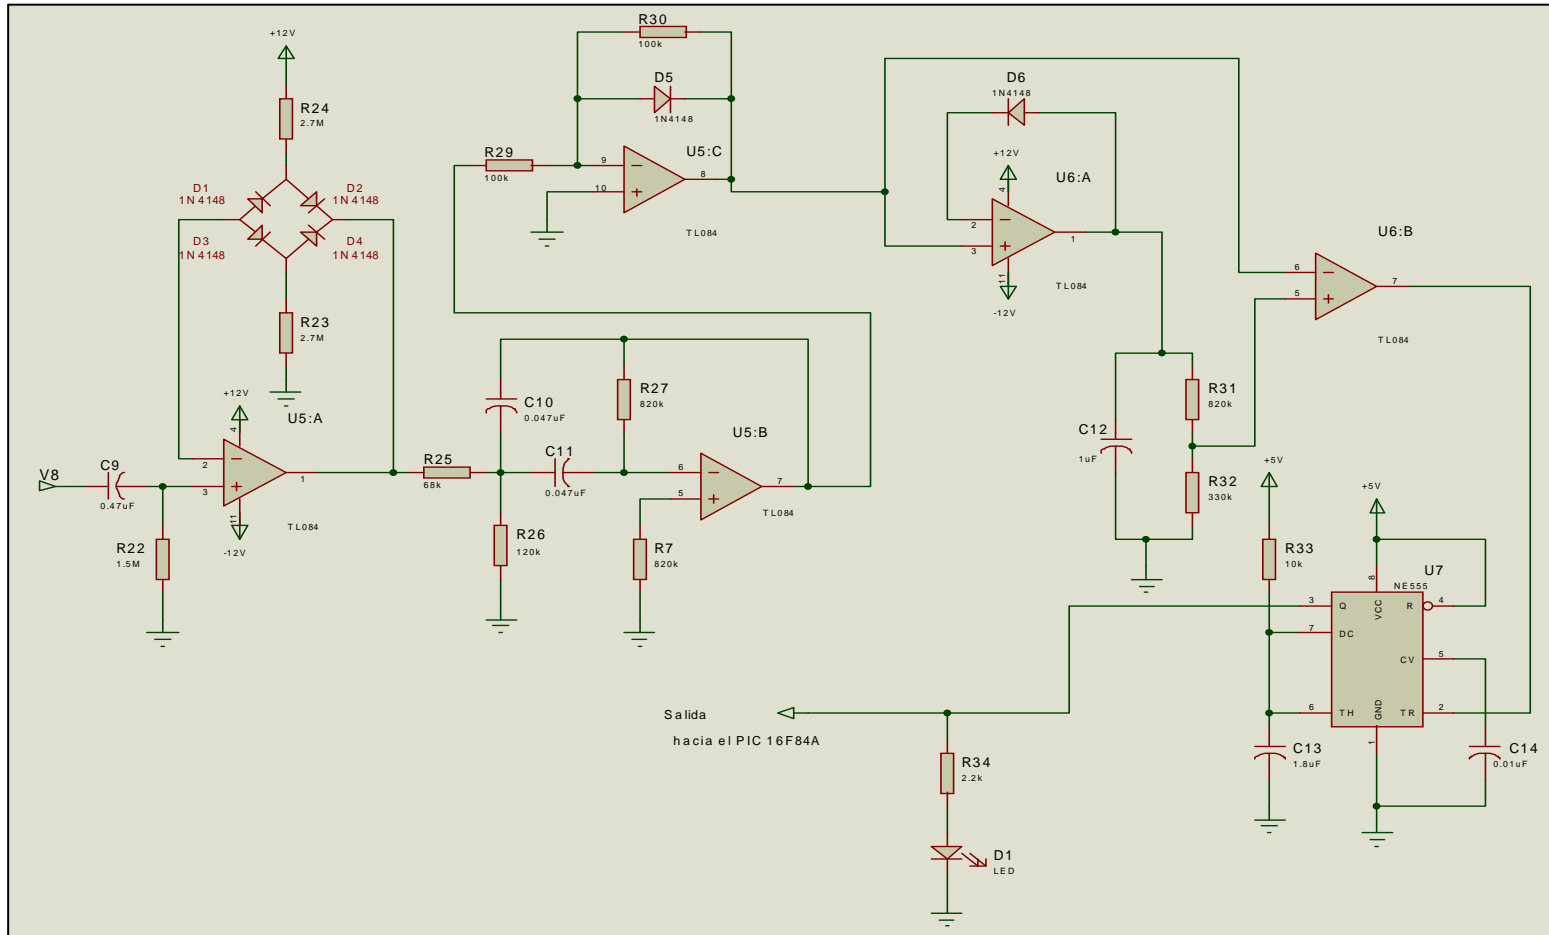 +12V
R24
2.7M
D1
1N4148
D2
1N4148
D3
1N4148
D4
1N4148
R23
2.7M
+12V
U5:A
4
2
3
1
11
TL084
-12V
V8
C9
0.47uF
R22
1.5M
R25
68k
R26
120k
C10
0.047uF
C11
0.047uF
R27
820k
U5:B
6
5
7
TL084
R7
820k
R30
100k
D5
1N4148
R29
100k
U5:C
9
10
8
TL084
D6
1N4148
+12V
U6:A
4
2
3
1
11
TL084
-12V
U6:B
6
5
7
TL084
R31
820k
C12
1uF
R32
330k
+5V
R33
10k
+5V
U7
NE555
8
3
Q
VCC
R
4
7
DC
CV
5
6
TH
GND
TR
2
1
C13
1.8uF
C14
0.01uF
Salida
hacia el PIC 16F84A
R34
2.2k
D1
LED